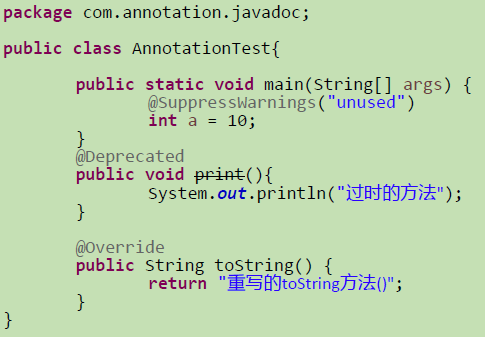 package com.annotation.javadoc;
public class AnnotationTest{
public static void main(String[] args) {
@SuppressWarnings("unused")
int a = 10;
}
@Deprecated
public void print(){
System.out.println("过时的方法");
}
@Override
public String toString() {
return "重写的toString方法()";
}
}